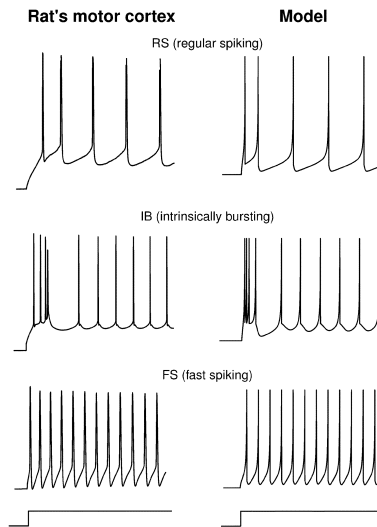 Rat's motor cortex Model
RS (regular spiking)
IB (intrinsically bursting)
FS (fast spiking)